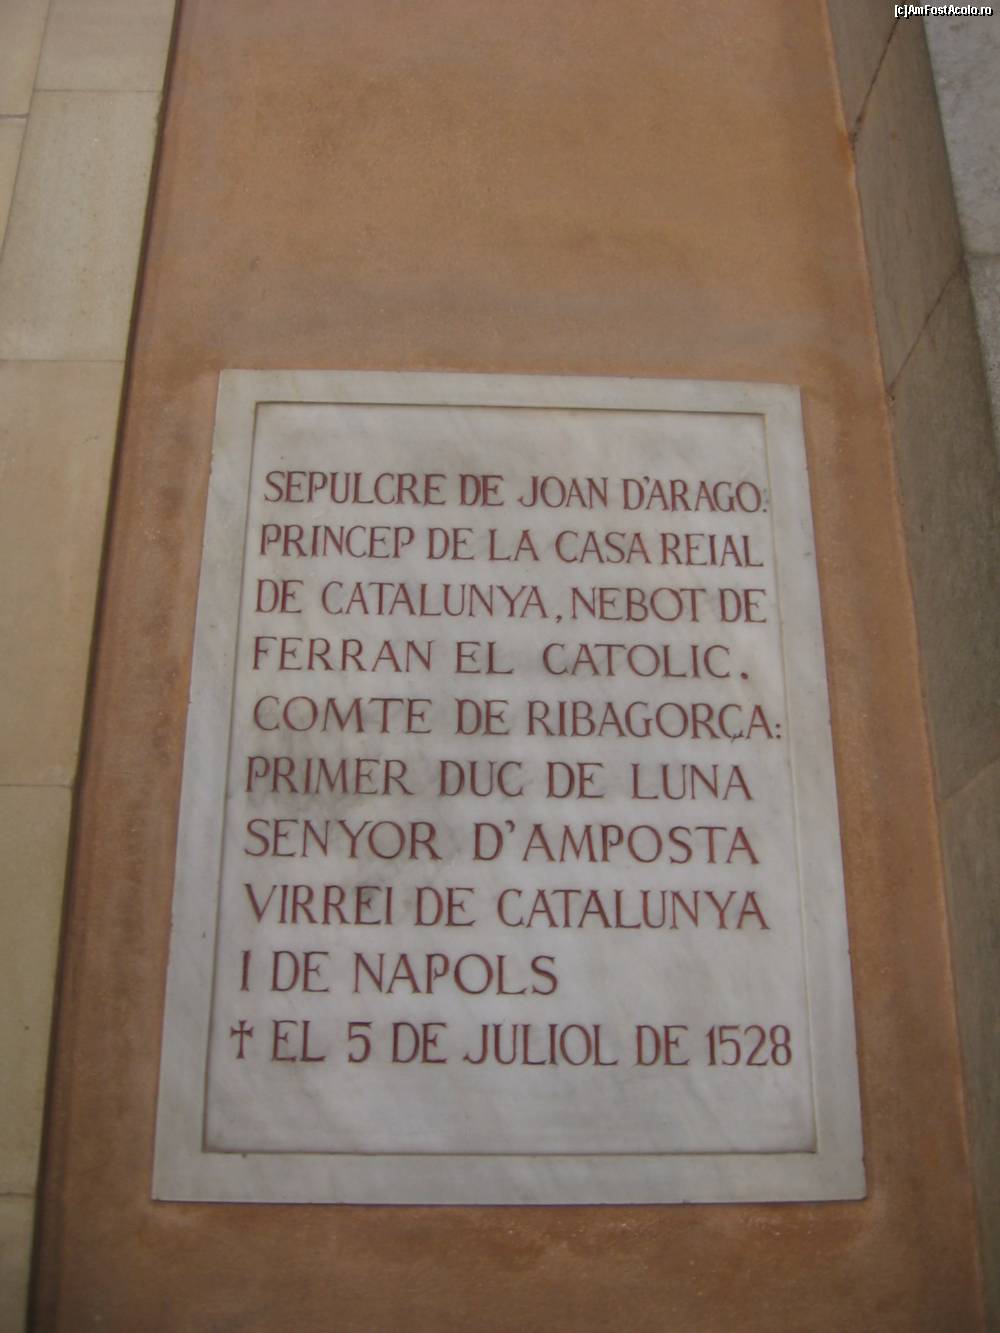 [c]AmFostAcolo.ro
SEPULCRE DE JOAN D'ARAGO:
PRINCEP DE LA CASA REIAL
DE CATALUNYA, NEBOT DE
FERRAN EL CATOLIC.
COMTE DE RIBAGORÇA:
PRIMER DUC DE LUNA
SENYOR D'AMPOSTA
VIRREI DE CATALUNYA
I DE NAPOLS
✝ EL 5 DE JULIOL DE 1528